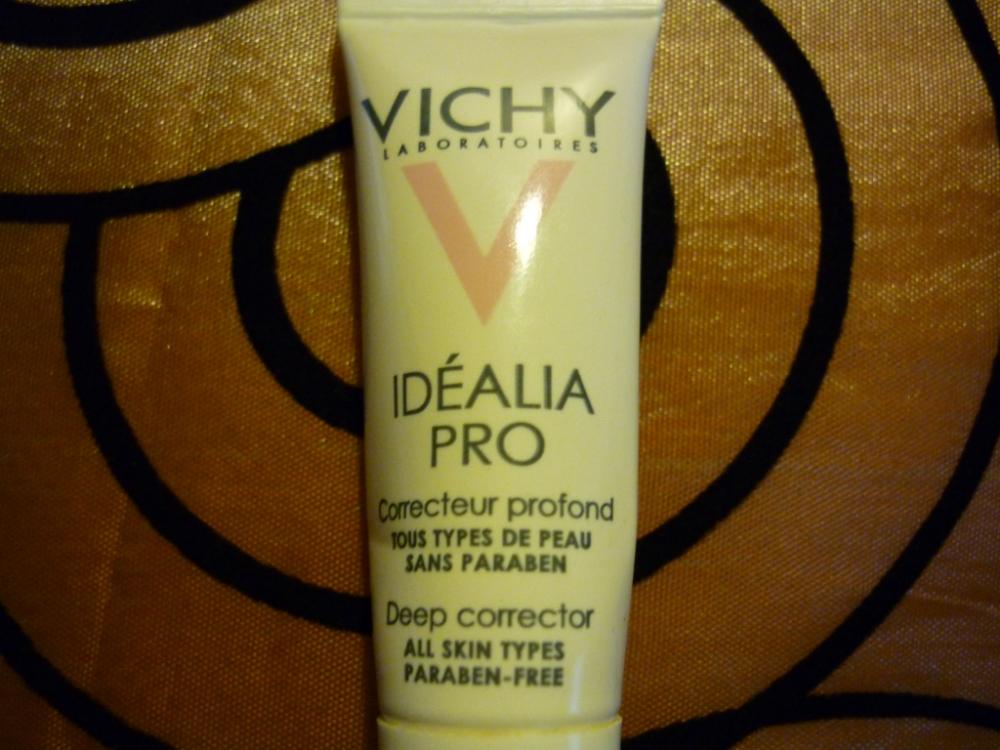 VICHY
LABORATOIRES
V
IDÉALIA
PRO
Correcteur profond
TOUS TYPES DE PEAU
SANS PARABEN
Deep corrector
ALL SKIN TYPES
PARABEN-FREE